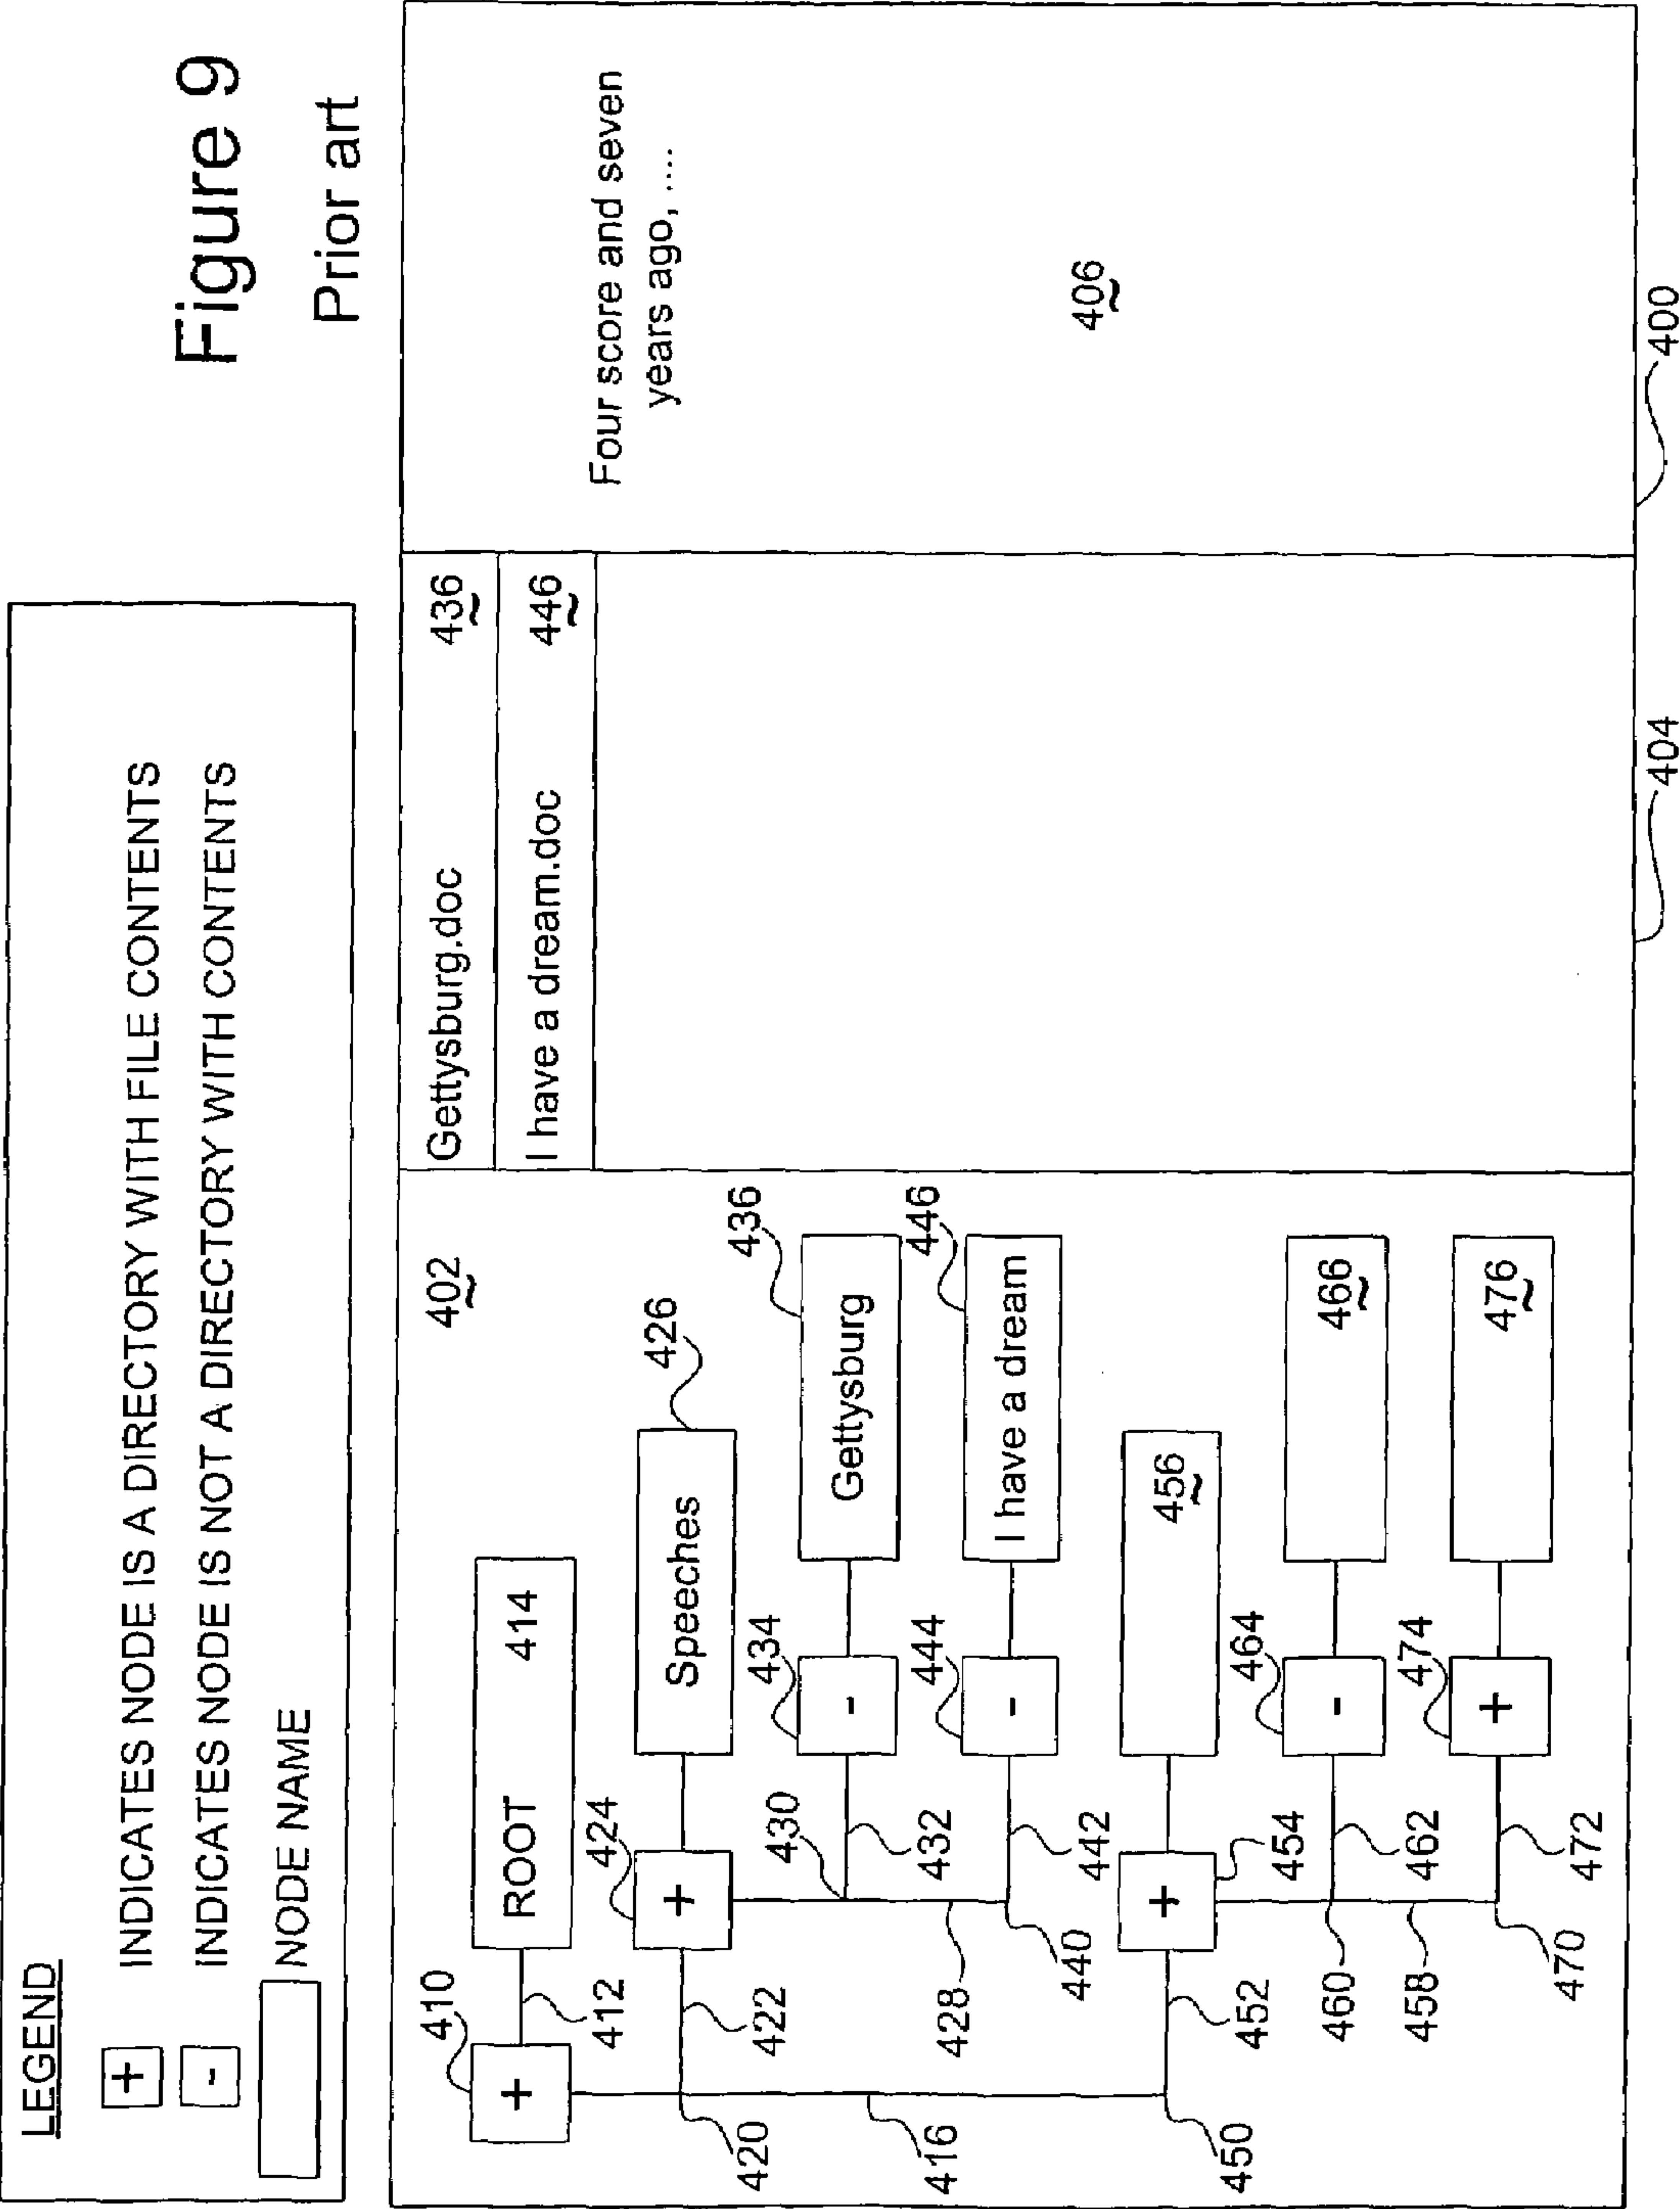 Figure 9
Prior art
LEGEND
+ INDICATES NODE IS A DIRECTORY WITH FILE CONTENTS
- INDICATES NODE IS NOT A DIRECTORY WITH CONTENTS
NODE NAME
402
410
+
412
ROOT 414
416
420
422
424
+
Speeches
426
428
430
432
434
-
Gettysburg
436
440
442
444
-
I have a dream
446
450
452
+
454
456
458
460
462
464
-
466
470
472
474
+
476
Gettysburg.doc 436
I have a dream.doc 446
404
Four score and seven
years ago, ....
406
400